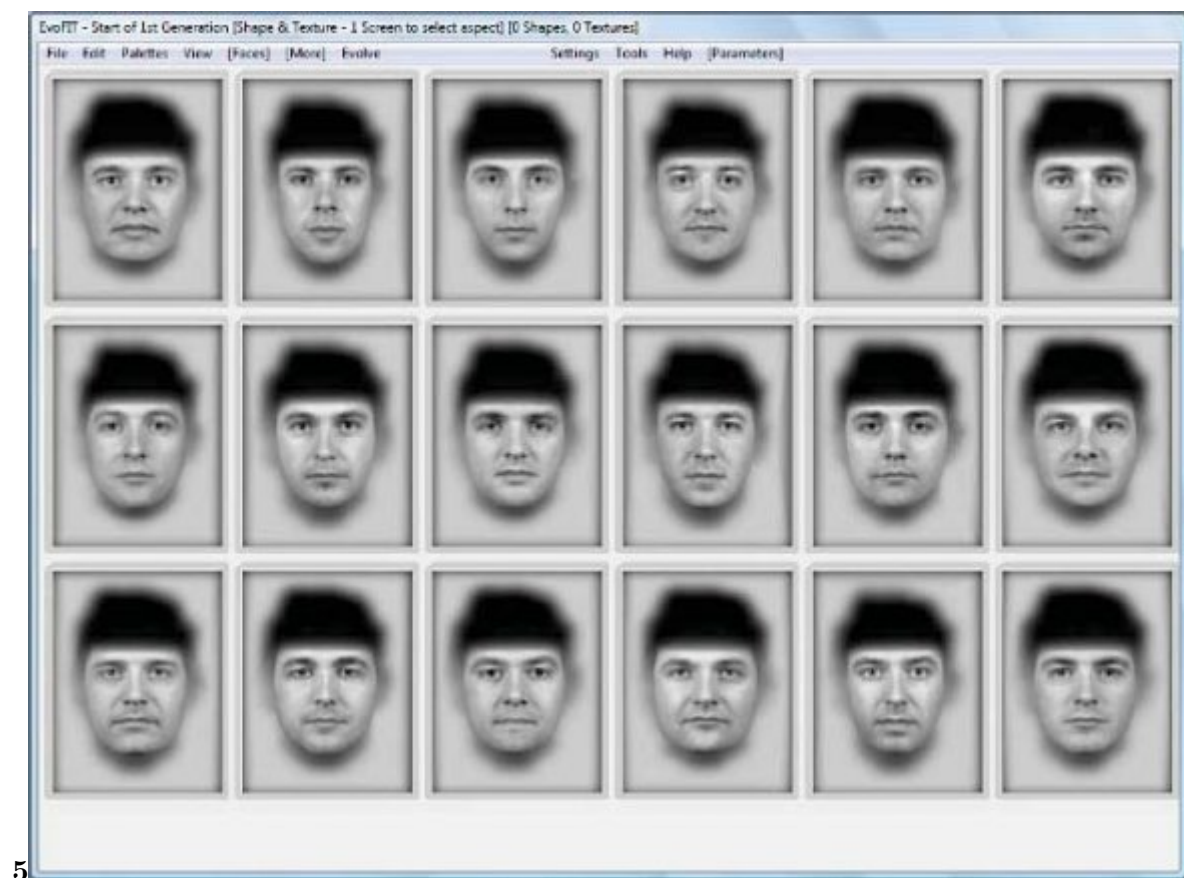 EvoFIT - Start of 1st Generation [Shape & Texture - 1 Screen to select aspect] [0 Shapes, 0 Textures]
File Edit Palettes View [Faces] [More] Evolve Settings Tools Help [Parameters]
5